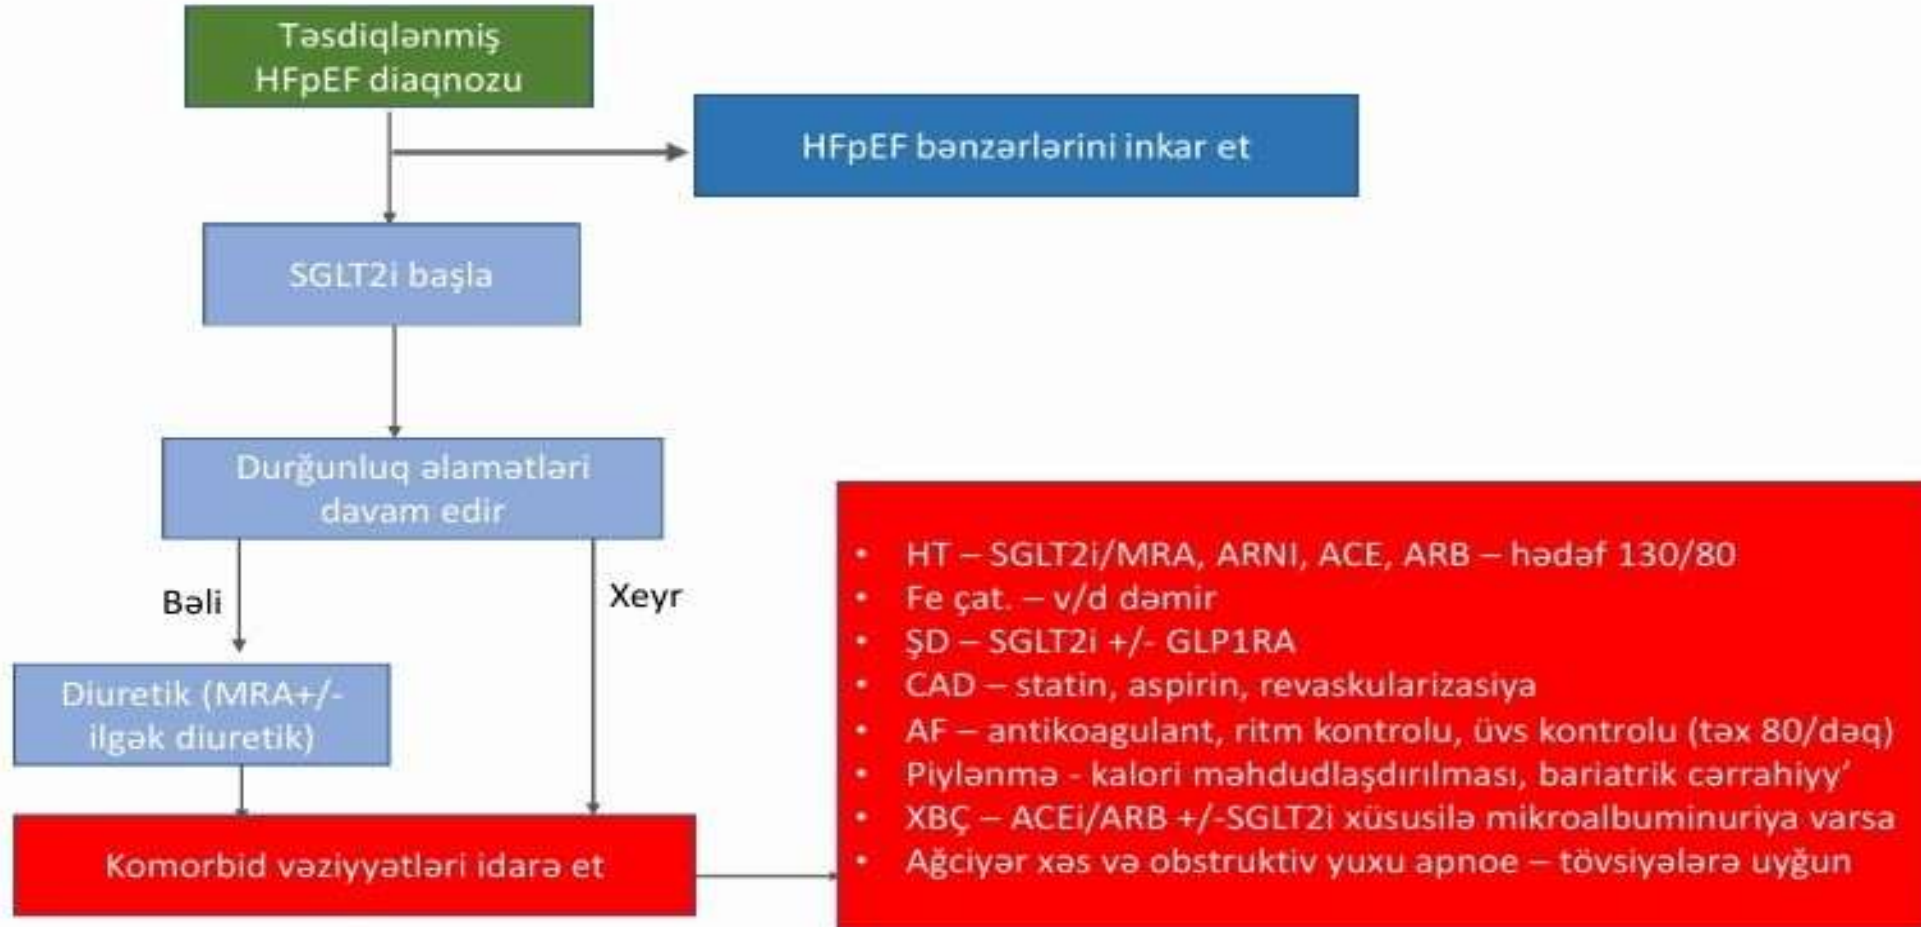 Təsdiqlənmiş
HFpEF diaqnozu
HFpEF bənzərlərini inkar et
SGLT2i başla
Durğunluq əlamətləri
davam edir
Bəli
Xeyr
Diuretik (MRA+/-
ilgək diuretik)
Komorbid vəziyyətləri idarə et
• HT – SGLT2i/MRA, ARNI, ACE, ARB – hədəf 130/80
• Fe çat. – v/d dəmir
• ŞD – SGLT2i +/- GLP1RA
• CAD – statin, aspirin, revaskularizasiya
• AF – antikoagulant, ritm kontrolu, üvs kontrolu (təx 80/dəq)
• Piylənmə - kalori məhdudlaşdırılması, bariatrik cərrahiyy’
• XBÇ – ACEi/ARB +/-SGLT2i xüsusilə mikroalbuminuriya varsa
• Ağciyər xəs və obstruktiv yuxu apnoe – tövsiyələrə uyğun